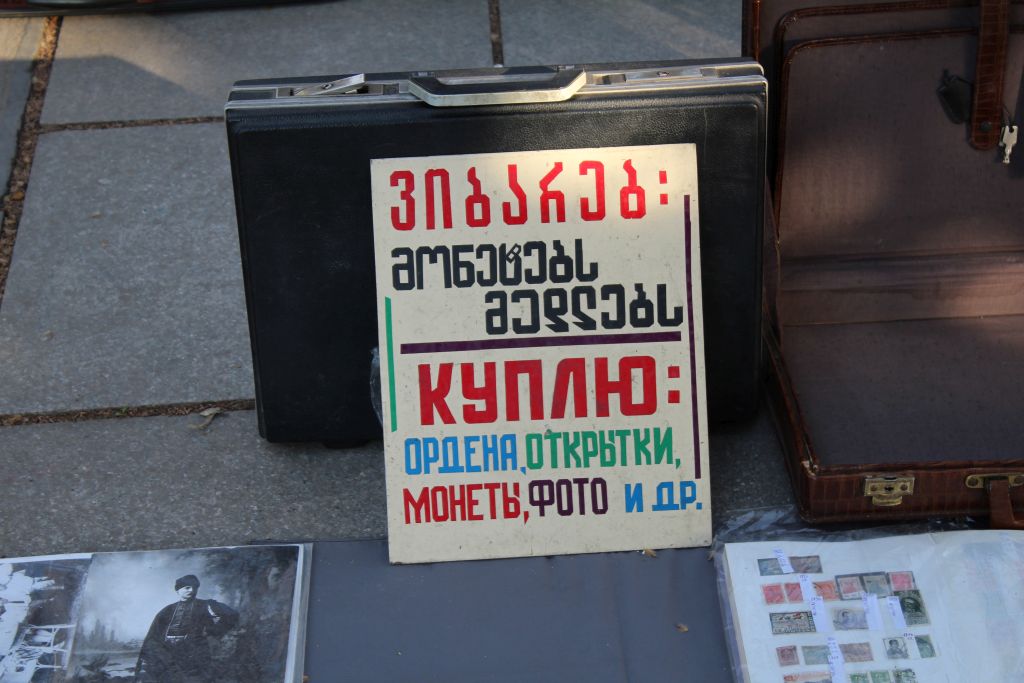 ვიბარებ:
მონეტებს
მედლებს
КУПЛЮ:
ОРДЕНА, ОТКРЫТКИ,
МОНЕТЫ, ФОТО И ДР.